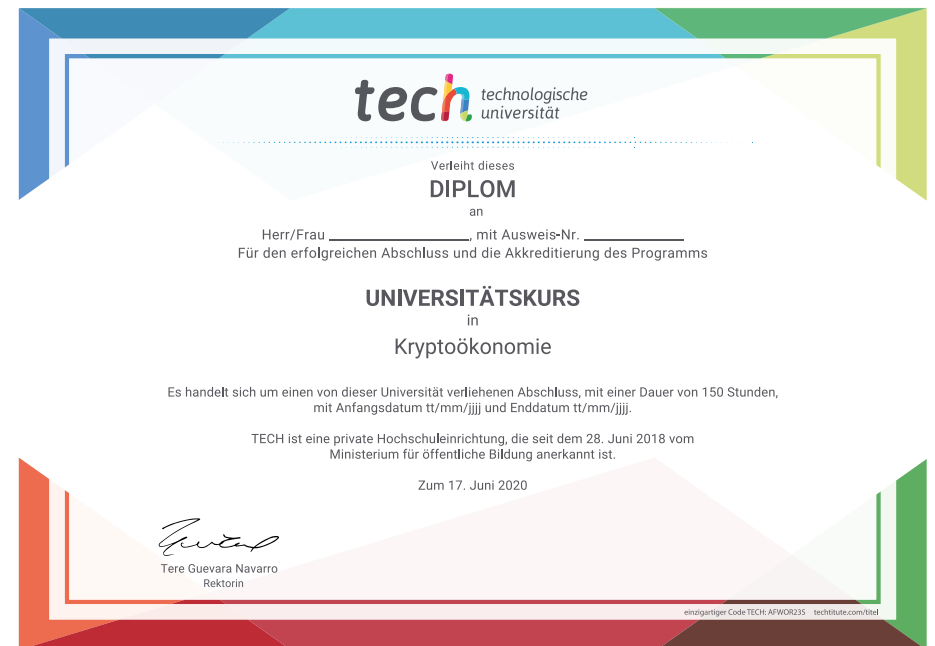 tech technologische
universität
Verleiht dieses
DIPLOM
an
Herr/Frau ____________, mit Ausweis-Nr. ____________
Für den erfolgreichen Abschluss und die Akkreditierung des Programms
UNIVERSITÄTSKURS
in
Kryptoökonomie
Es handelt sich um einen von dieser Universität verliehenen Abschluss, mit einer Dauer von 150 Stunden,
mit Anfangsdatum tt/mm/jjjj und Enddatum tt/mm/jjjj.
TECH ist eine private Hochschuleinrichtung, die seit dem 28. Juni 2018 vom
Ministerium für öffentliche Bildung anerkannt ist.
Zum 17. Juni 2020
Tere Guevara Navarro
Rektorin
einzigartiger Code TECH: AFWOR23S techtitute.com/titel